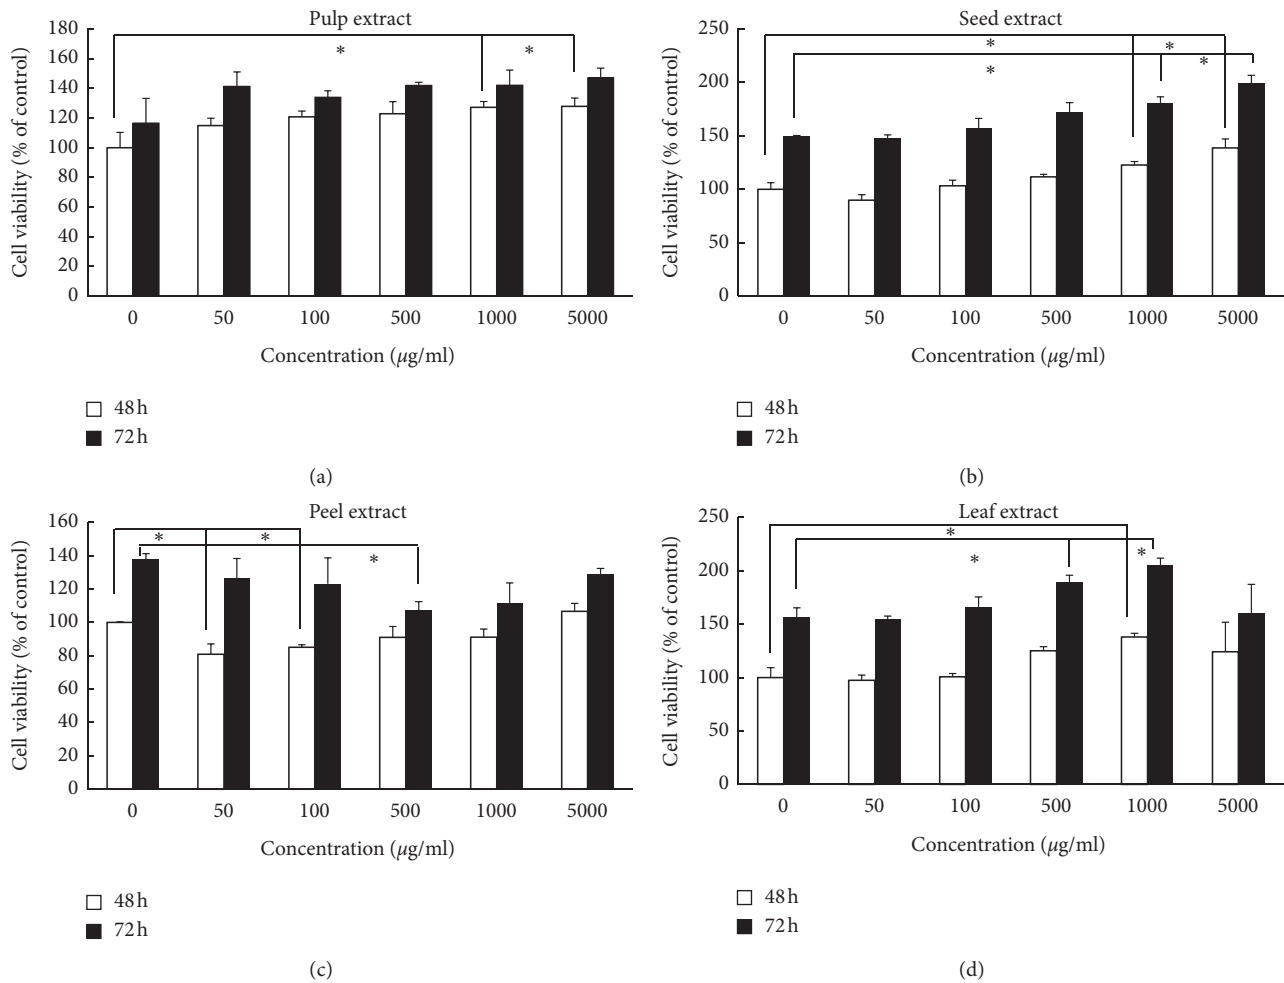 Pulp extract
Cell viability (% of control)
180
160
140
120
100
80
60
40
20
0
* *
0 50 100 500 1000 5000
Concentration (μg/ml)
48 h
72 h
(a)
Seed extract
Cell viability (% of control)
250
200
150
100
50
0
* *
* *
0 50 100 500 1000 5000
Concentration (μg/ml)
48 h
72 h
(b)
Peel extract
Cell viability (% of control)
160
140
120
100
80
60
40
20
0
* *
*
0 50 100 500 1000 5000
Concentration (μg/ml)
48 h
72 h
(c)
Leaf extract
Cell viability (% of control)
250
200
150
100
50
0
*
* *
0 50 100 500 1000 5000
Concentration (μg/ml)
48 h
72 h
(d)